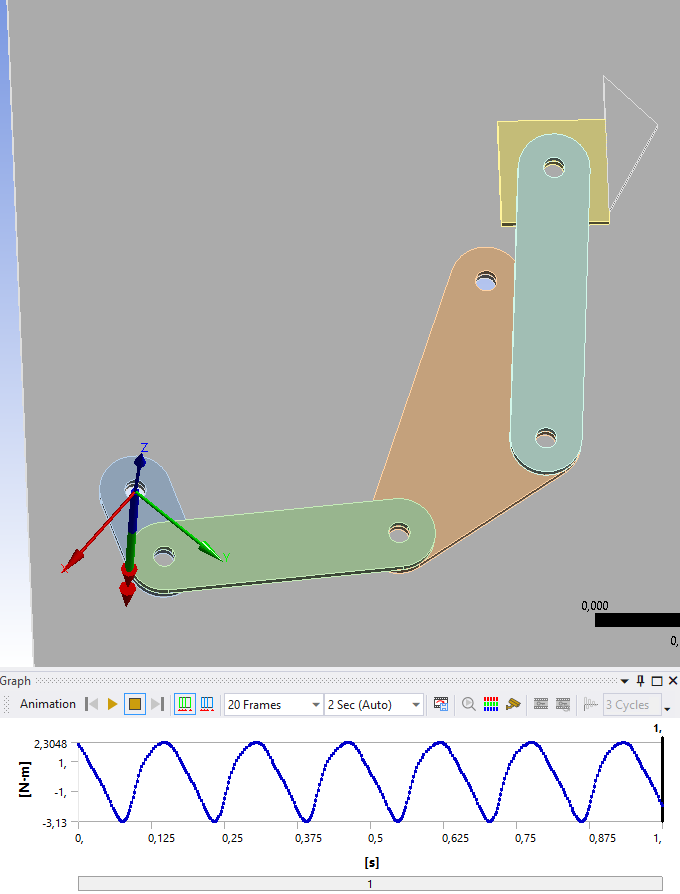 Z
X
Y
0,000
0,
Graph
Animation
20 Frames
2 Sec (Auto)
3 Cycles
1,
2,3048
1,
-1,
-3,13
[N·m]
0,
0,125
0,25
0,375
0,5
0,625
0,75
0,875
1,
[s]
1